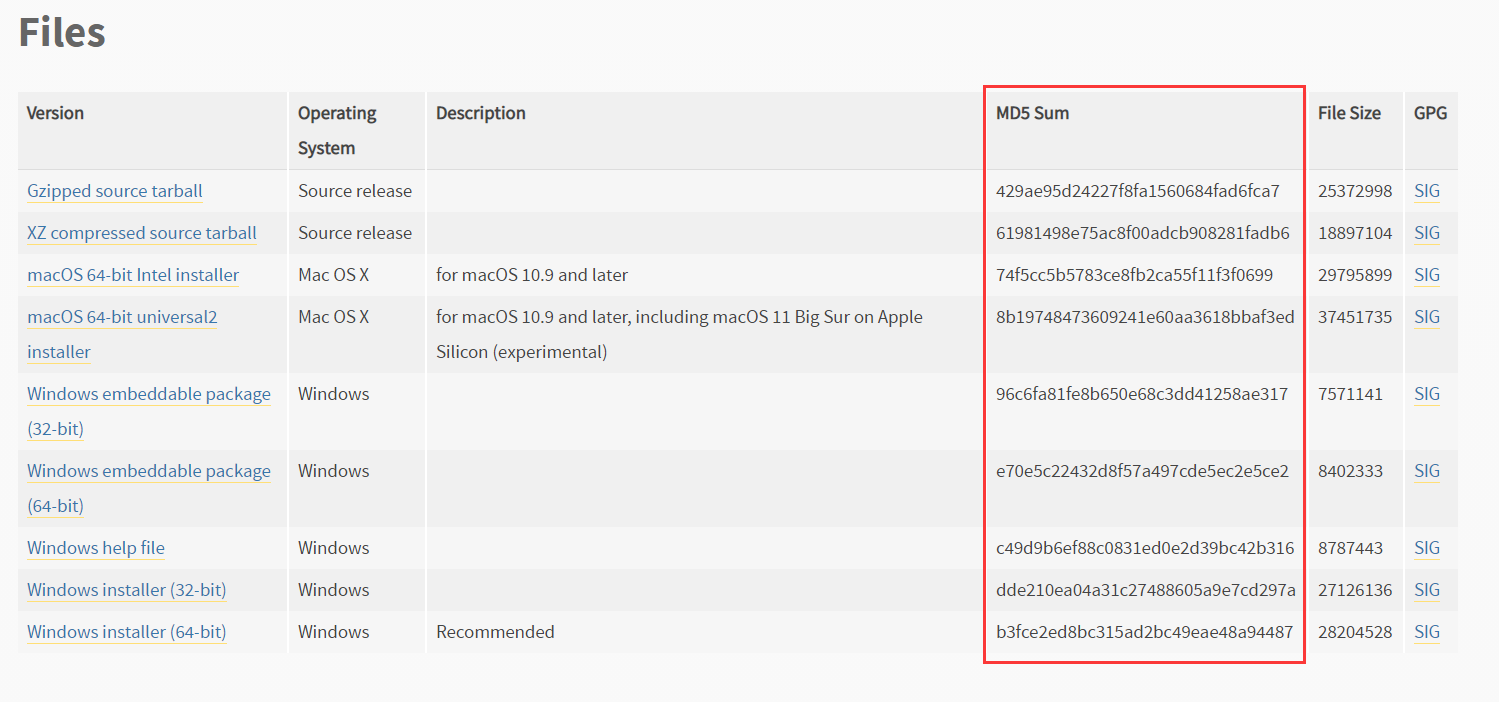 Files
Version Operating System Description MD5 Sum File Size GPG
Gzipped source tarball Source release 429ae95d24227f8fa1560684fad6fca7 25372998 SIG
XZ compressed source tarball Source release 61981498e75ac8f00adcb908281fadb6 18897104 SIG
macOS 64-bit Intel installer Mac OS X for macOS 10.9 and later 74f5cc5b5783ce8fb2ca55f11f3f0699 29795899 SIG
macOS 64-bit universal2 Mac OS X for macOS 10.9 and later, including macOS 11 Big Sur on Apple 8b19748473609241e60aa3618bbaf3ed 37451735 SIG
installer Silicon (experimental)
Windows embeddable package Windows 96c6fa81fe8b650e68c3dd41258ae317 7571141 SIG
(32-bit)
Windows embeddable package Windows e70e5c22432d8f57a497cde5ec2e5ce2 8402333 SIG
(64-bit)
Windows help file Windows c49d9b6ef88c0831ed0e2d39bc42b316 8787443 SIG
Windows installer (32-bit) Windows dde210ea04a31c27488605a9e7cd297a 27126136 SIG
Windows installer (64-bit) Windows Recommended b3fce2ed8bc315ad2bc49eae48a94487 28204528 SIG